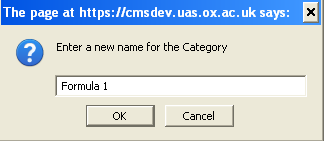 The page at https://cmsdev.uas.ox.ac.uk says:
Enter a new name for the Category
Formula 1
OK Cancel